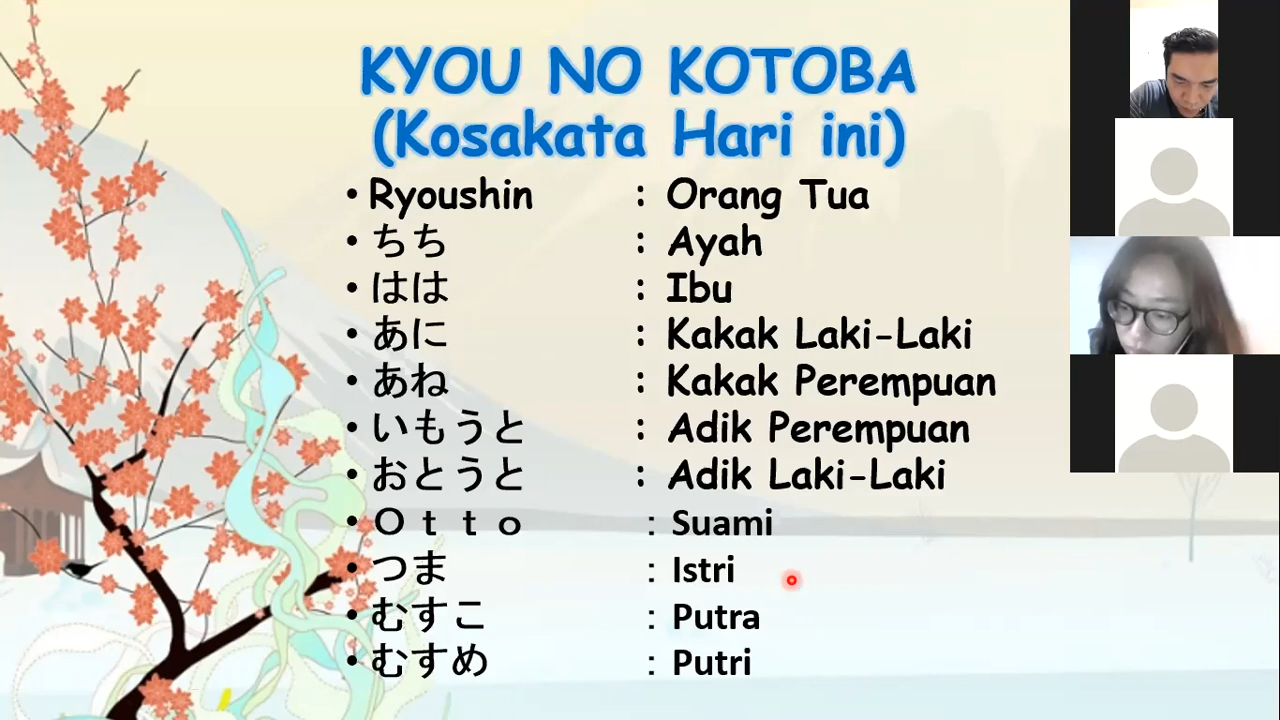 KYOU NO KOTOBA
(Kosakata Hari ini)
• Ryoushin : Orang Tua
• ちち : Ayah
• はは : Ibu
• あに : Kakak Laki-Laki
• あね : Kakak Perempuan
• いもうと : Adik Perempuan
• おとうと : Adik Laki-Laki
• Ｏｔｔｏ : Suami
• つま : Istri
• むすこ : Putra
• むすめ : Putri